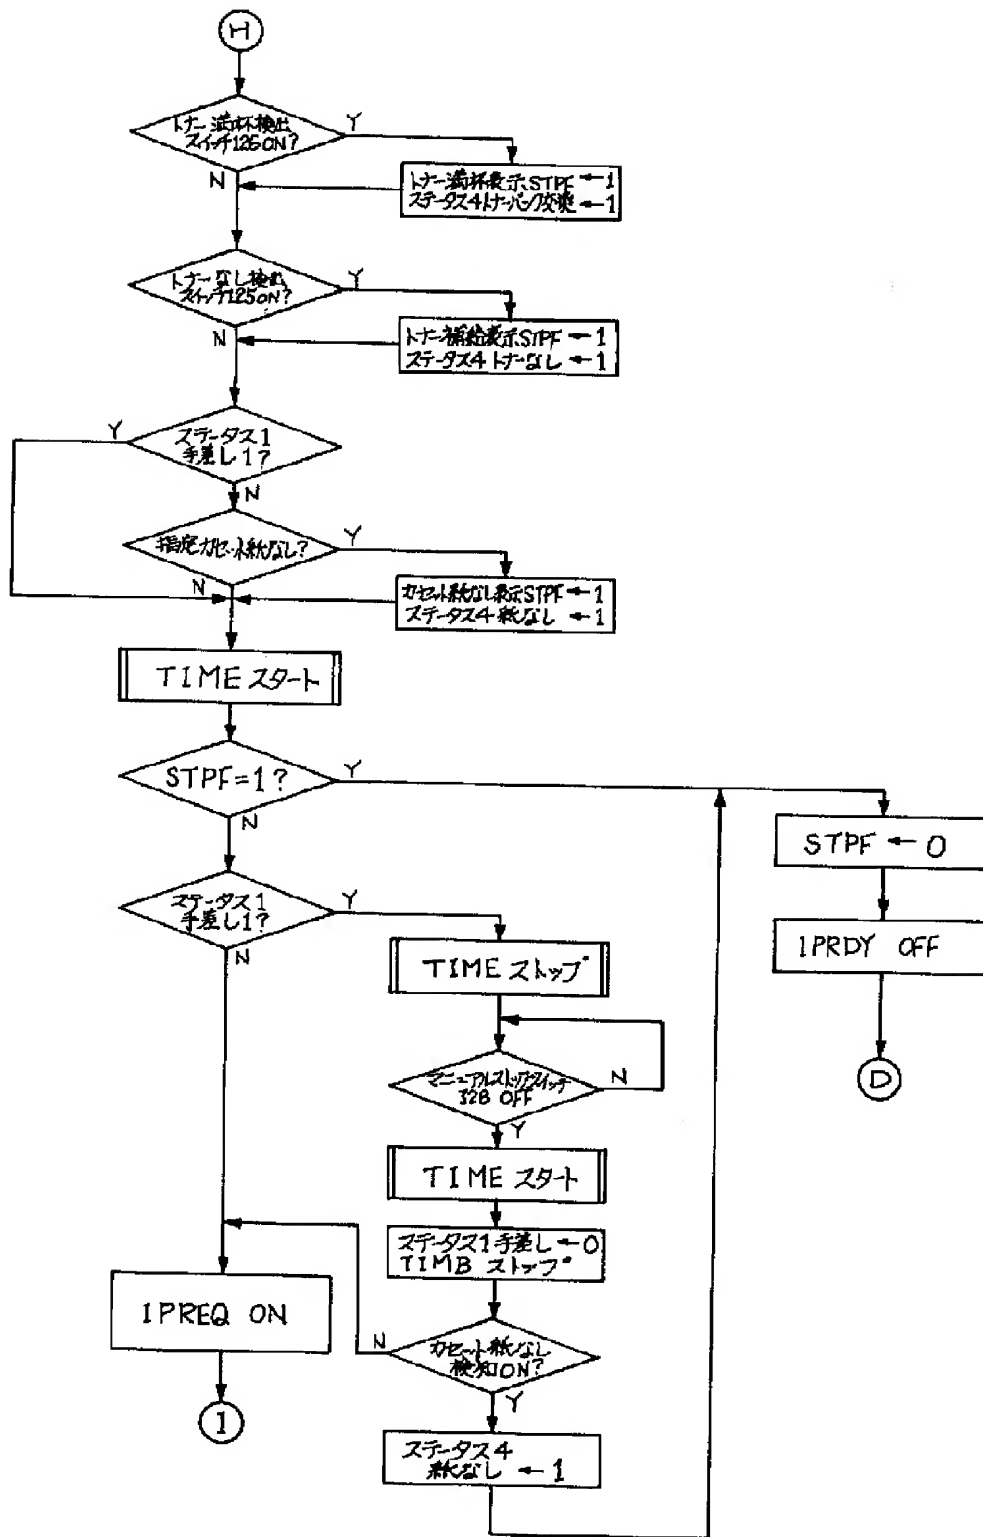 H
トナー満杯検出
スイッチ126ON?
Y
N
トナー満杯表示、STPF ← 1
ステータス4トナーパック交換 ← 1
トナーなし検出
スイッチ125ON?
Y
N
トナー補給表示STPF ← 1
ステータス4 トナーなし ← 1
ステータス1
手差し1?
Y
N
指定カセット紙なし?
Y
N
カセット紙なし表示STPF ← 1
ステータス4 紙なし ← 1
TIMEスタート
STPF=1?
Y
N
STPF ← 0
ステータス1
手差し1?
Y
N
IPRDY OFF
TIMEストップ
D
マニュアルストップスイッチ
328 OFF
N
Y
TIMEスタート
ステータス1手差し←0
TIMBストップ
IPREQ ON
カセット紙なし
検知ON?
N
Y
I
ステータス4
紙なし ← 1